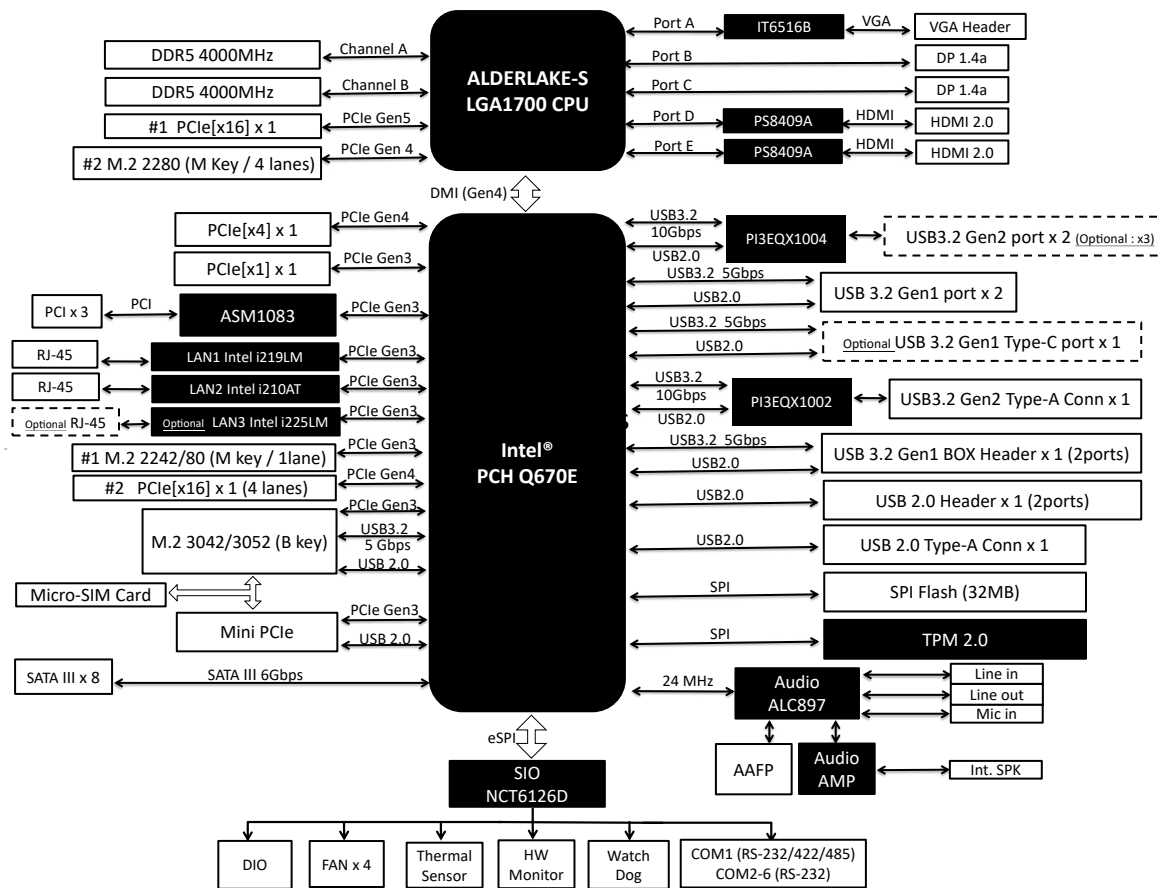 DDR5 4000MHz
Channel A
DDR5 4000MHz
Channel B
#1 PCIe[x16] x 1
PCIe Gen5
#2 M.2 2280 (M Key / 4 lanes)
PCIe Gen 4
ALDERLAKE-S
LGA1700 CPU
Port A
IT6516B
VGA
VGA Header
Port B
DP 1.4a
Port C
DP 1.4a
Port D
PS8409A
HDMI
HDMI 2.0
Port E
PS8409A
HDMI
HDMI 2.0
DMI (Gen4)
PCIe[x4] x 1
PCIe Gen4
PCIe[x1] x 1
PCIe Gen3
PCI x 3
PCI
ASM1083
PCIe Gen3
RJ-45
LAN1 Intel i219LM
PCIe Gen3
RJ-45
LAN2 Intel i210AT
PCIe Gen3
Optional RJ-45
Optional LAN3 Intel i225LM
PCIe Gen3
#1 M.2 2242/80 (M key / 1lane)
PCIe Gen3
#2 PCIe[x16] x 1 (4 lanes)
PCIe Gen4
M.2 3042/3052 (B key)
PCIe Gen3
USB3.2
5 Gbps
USB 2.0
Micro-SIM Card
Mini PCIe
PCIe Gen3
USB 2.0
SATA III x 8
SATA III 6Gbps
Intel®
PCH Q670E
USB3.2
10Gbps
USB2.0
PI3EQX1004
USB3.2 Gen2 port x 2 (Optional : x3)
USB3.2 5Gbps
USB2.0
USB 3.2 Gen1 port x 2
USB3.2 5Gbps
USB2.0
Optional USB 3.2 Gen1 Type-C port x 1
USB3.2
10Gbps
USB2.0
PI3EQX1002
USB3.2 Gen2 Type-A Conn x 1
USB3.2 5Gbps
USB2.0
USB 3.2 Gen1 BOX Header x 1 (2ports)
USB2.0
USB 2.0 Header x 1 (2ports)
USB2.0
USB 2.0 Type-A Conn x 1
SPI
SPI Flash (32MB)
SPI
TPM 2.0
24 MHz
Audio
ALC897
Line in
Line out
Mic in
AAFP
Audio
AMP
Int. SPK
eSPI
SIO
NCT6126D
DIO
FAN x 4
Thermal
Sensor
HW
Monitor
Watch
Dog
COM1 (RS-232/422/485)
COM2-6 (RS-232)